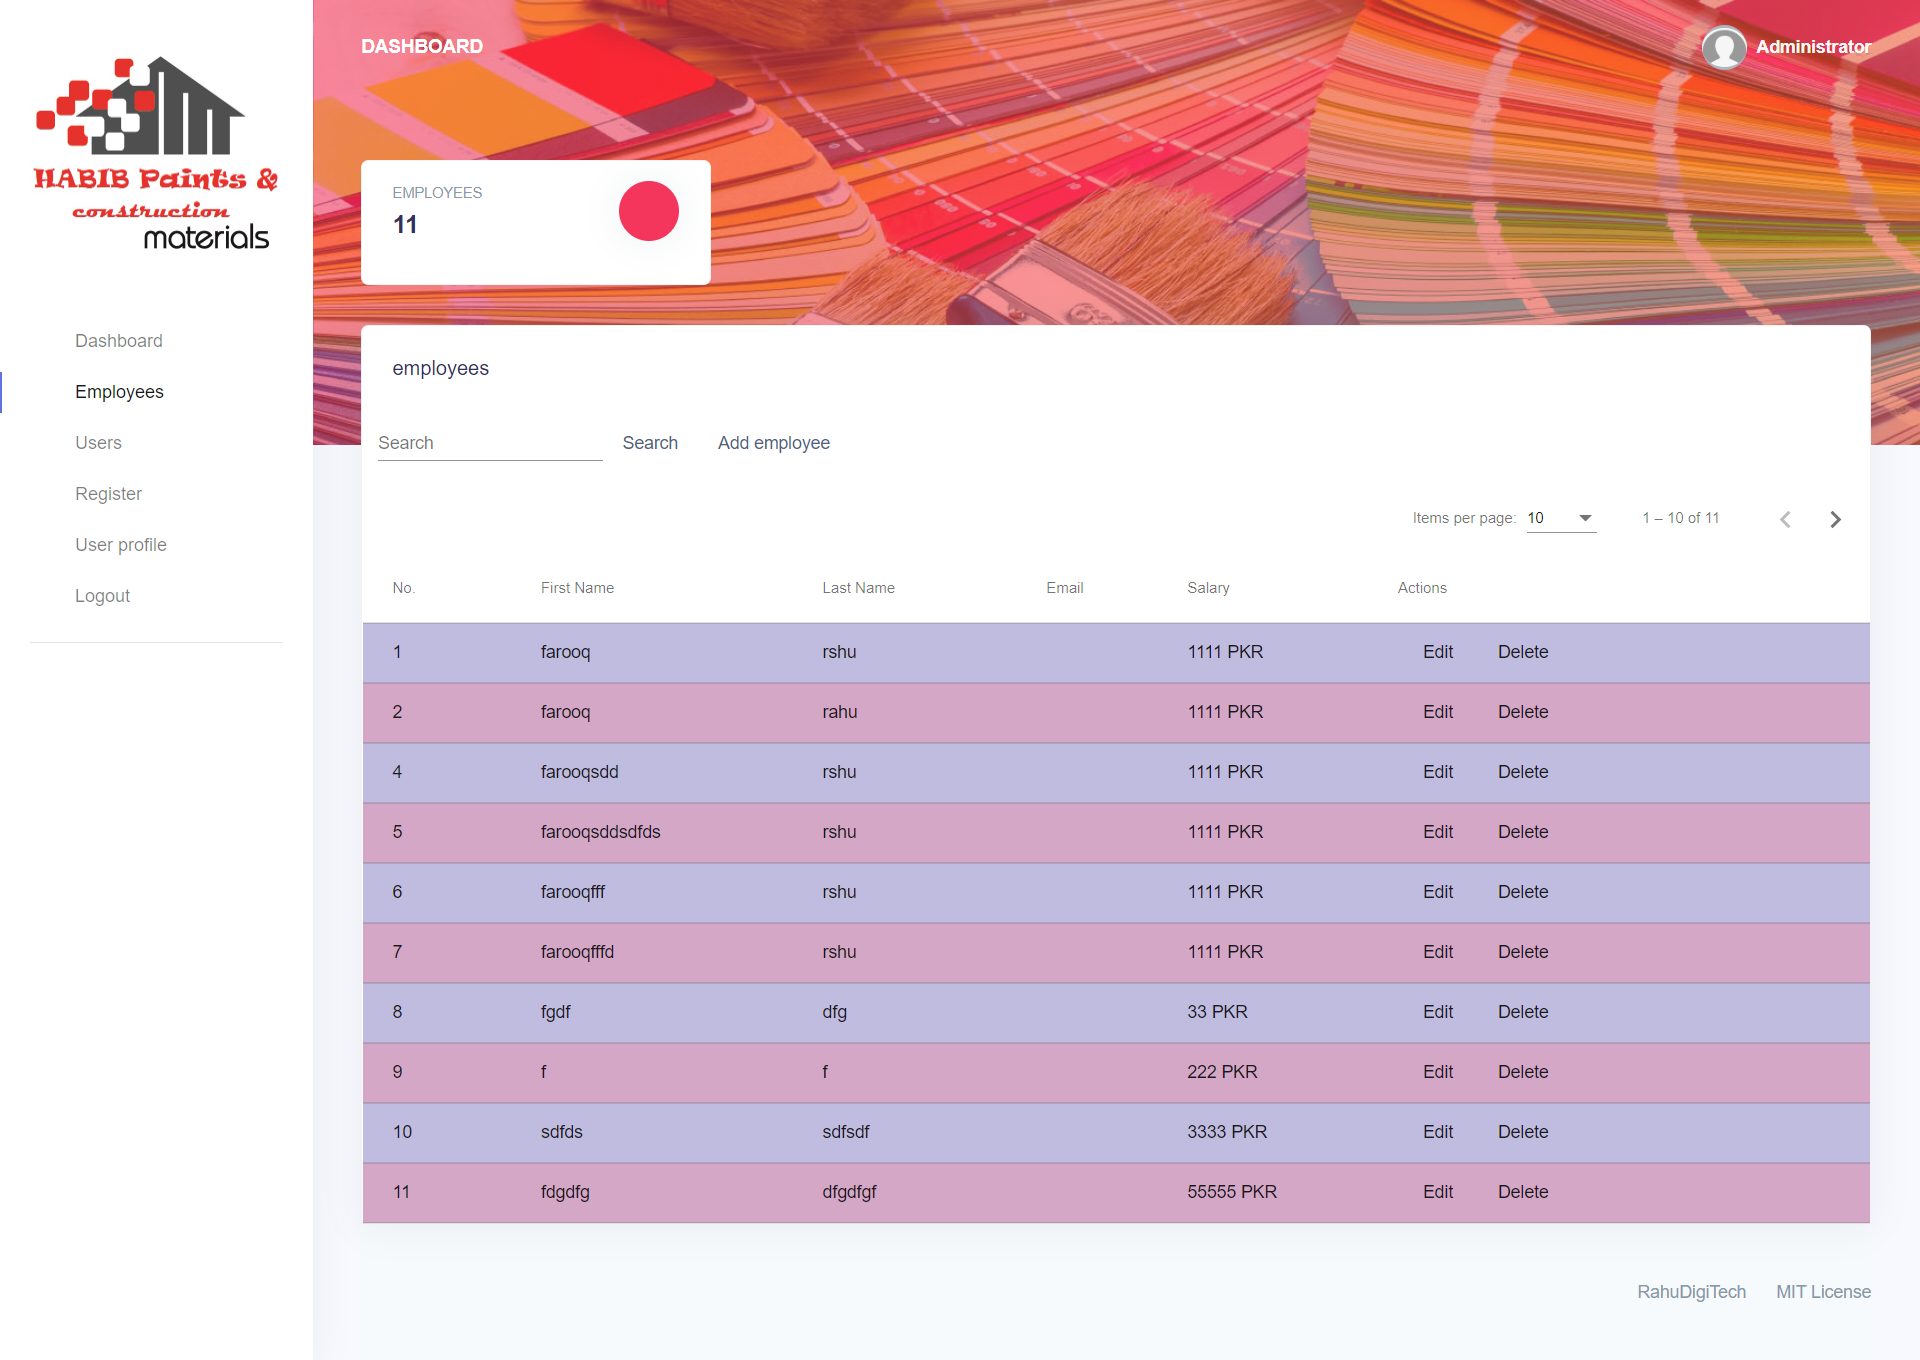 HABIB Paints &
construction
materials
Dashboard
Employees
Users
Register
User profile
Logout
DASHBOARD
Administrator
EMPLOYEES
11
employees
Search Search Add employee
Items per page: 10 1 – 10 of 11
No. First Name Last Name Email Salary Actions
1 farooq rshu 1111 PKR Edit Delete
2 farooq rahu 1111 PKR Edit Delete
4 farooqsdd rshu 1111 PKR Edit Delete
5 farooqsddsdfds rshu 1111 PKR Edit Delete
6 farooqfff rshu 1111 PKR Edit Delete
7 farooqfffd rshu 1111 PKR Edit Delete
8 fgdf dfg 33 PKR Edit Delete
9 f f 222 PKR Edit Delete
10 sdfds sdfsdf 3333 PKR Edit Delete
11 fdgdfg dfgdfgf 55555 PKR Edit Delete
RahuDigiTech MIT License